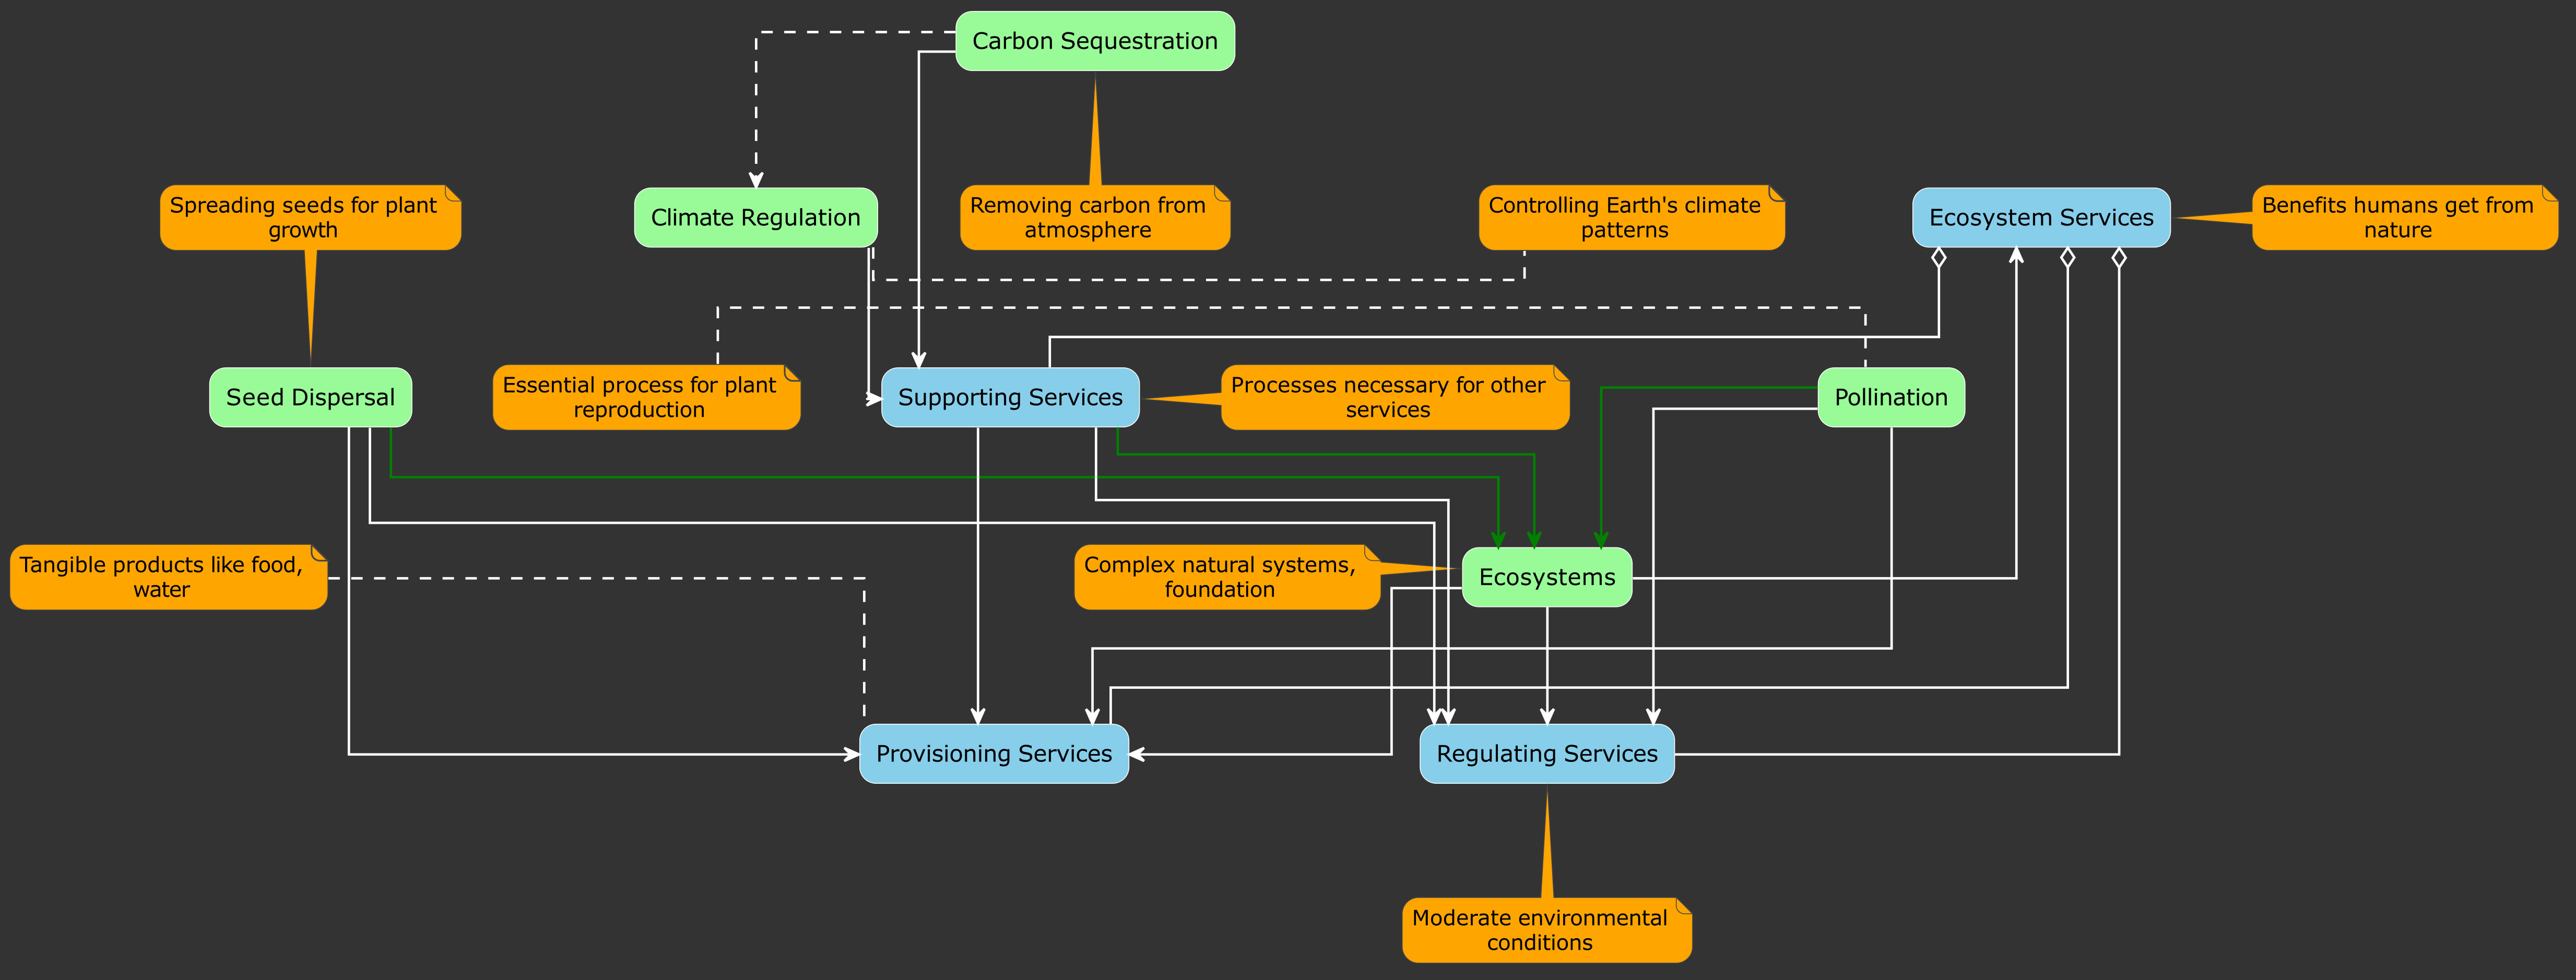 Carbon Sequestration
Spreading seeds for plant
growth
Climate Regulation
Removing carbon from
atmosphere
Controlling Earth's climate
patterns
Ecosystem Services
Benefits humans get from
nature
Seed Dispersal
Essential process for plant
reproduction
Supporting Services
Processes necessary for other
services
Pollination
Tangible products like food,
water
Complex natural systems,
foundation
Ecosystems
Provisioning Services
Regulating Services
Moderate environmental
conditions